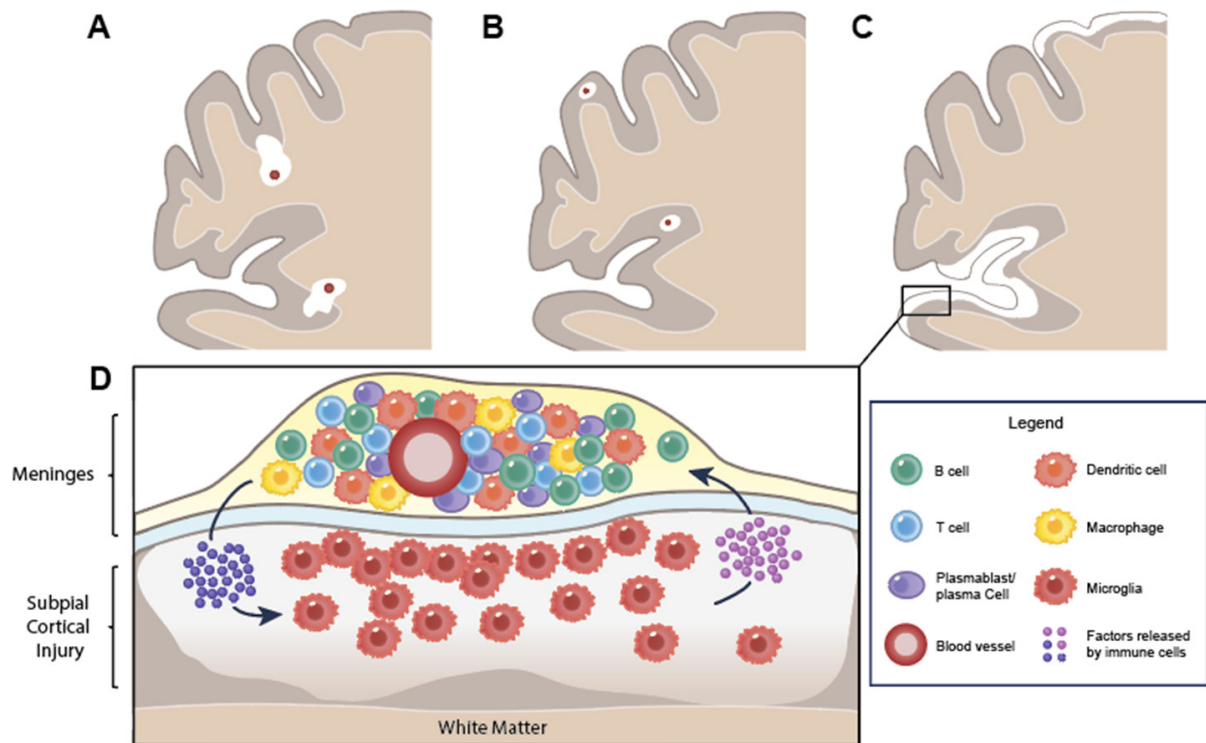 A
B
C
D
Meninges
Subpial
Cortical
Injury
White Matter
Legend
B cell
Dendritic cell
T cell
Macrophage
Plasmablast/
plasma Cell
Microglia
Blood vessel
Factors released
by immune cells